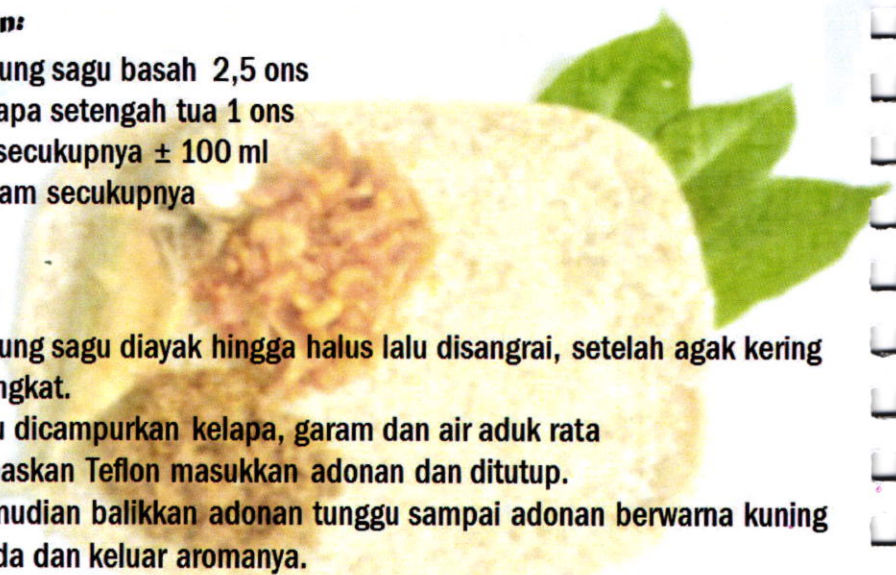 n:
ung sagu basah 2,5 ons
apa setengah tua 1 ons
secukupnya ± 100 ml
am secukupnya
ung sagu diayak hingga halus lalu disangrai, setelah agak kering
ngkat.
u dicampurkan kelapa, garam dan air aduk rata
askan Teflon masukkan adonan dan ditutup.
mudian balikkan adonan tunggu sampai adonan berwarna kuning
da dan keluar aromanya.